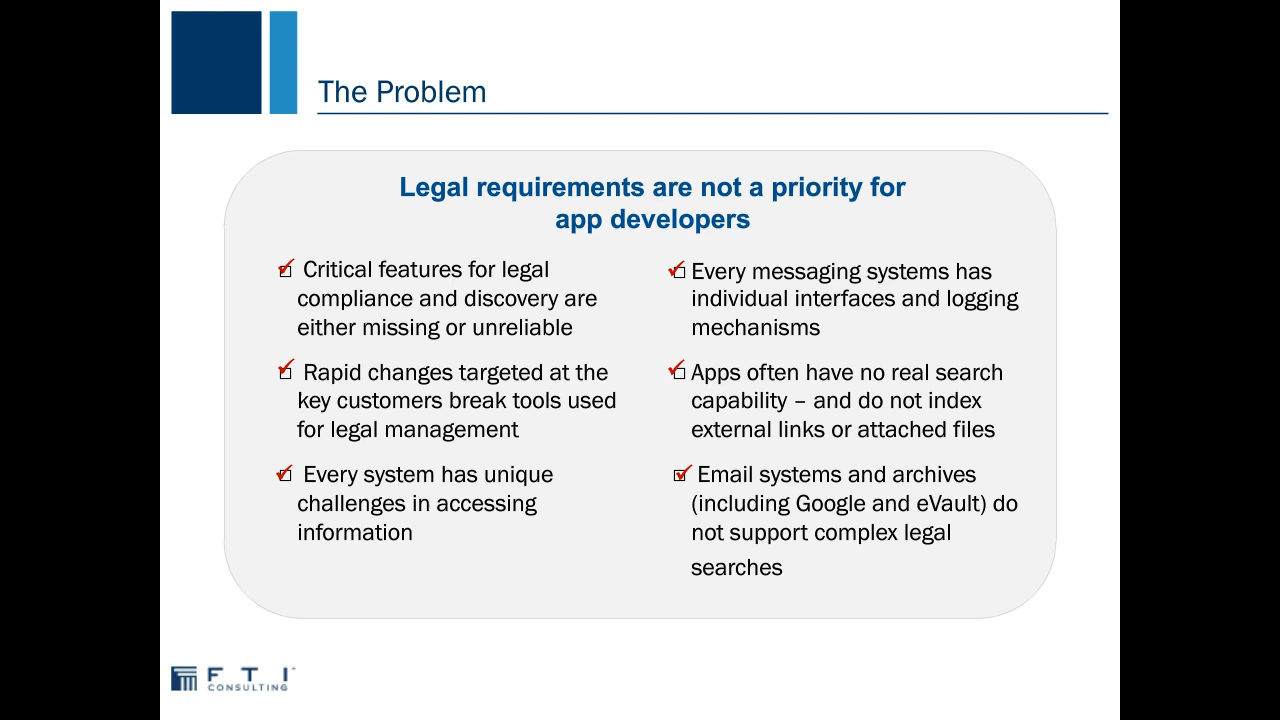 The Problem
Legal requirements are not a priority for
app developers
Critical features for legal
compliance and discovery are
either missing or unreliable
Rapid changes targeted at the
key customers break tools used
for legal management
Every system has unique
challenges in accessing
information
Every messaging systems has
individual interfaces and logging
mechanisms
Apps often have no real search
capability – and do not index
external links or attached files
Email systems and archives
(including Google and eVault) do
not support complex legal
searches
FTI
CONSULTING